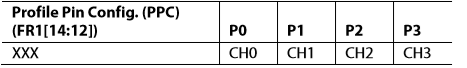 Profile Pin Config. (PPC)
(FR1[14:12]) P0 P1 P2 P3
XXX CH0 CH1 CH2 CH3